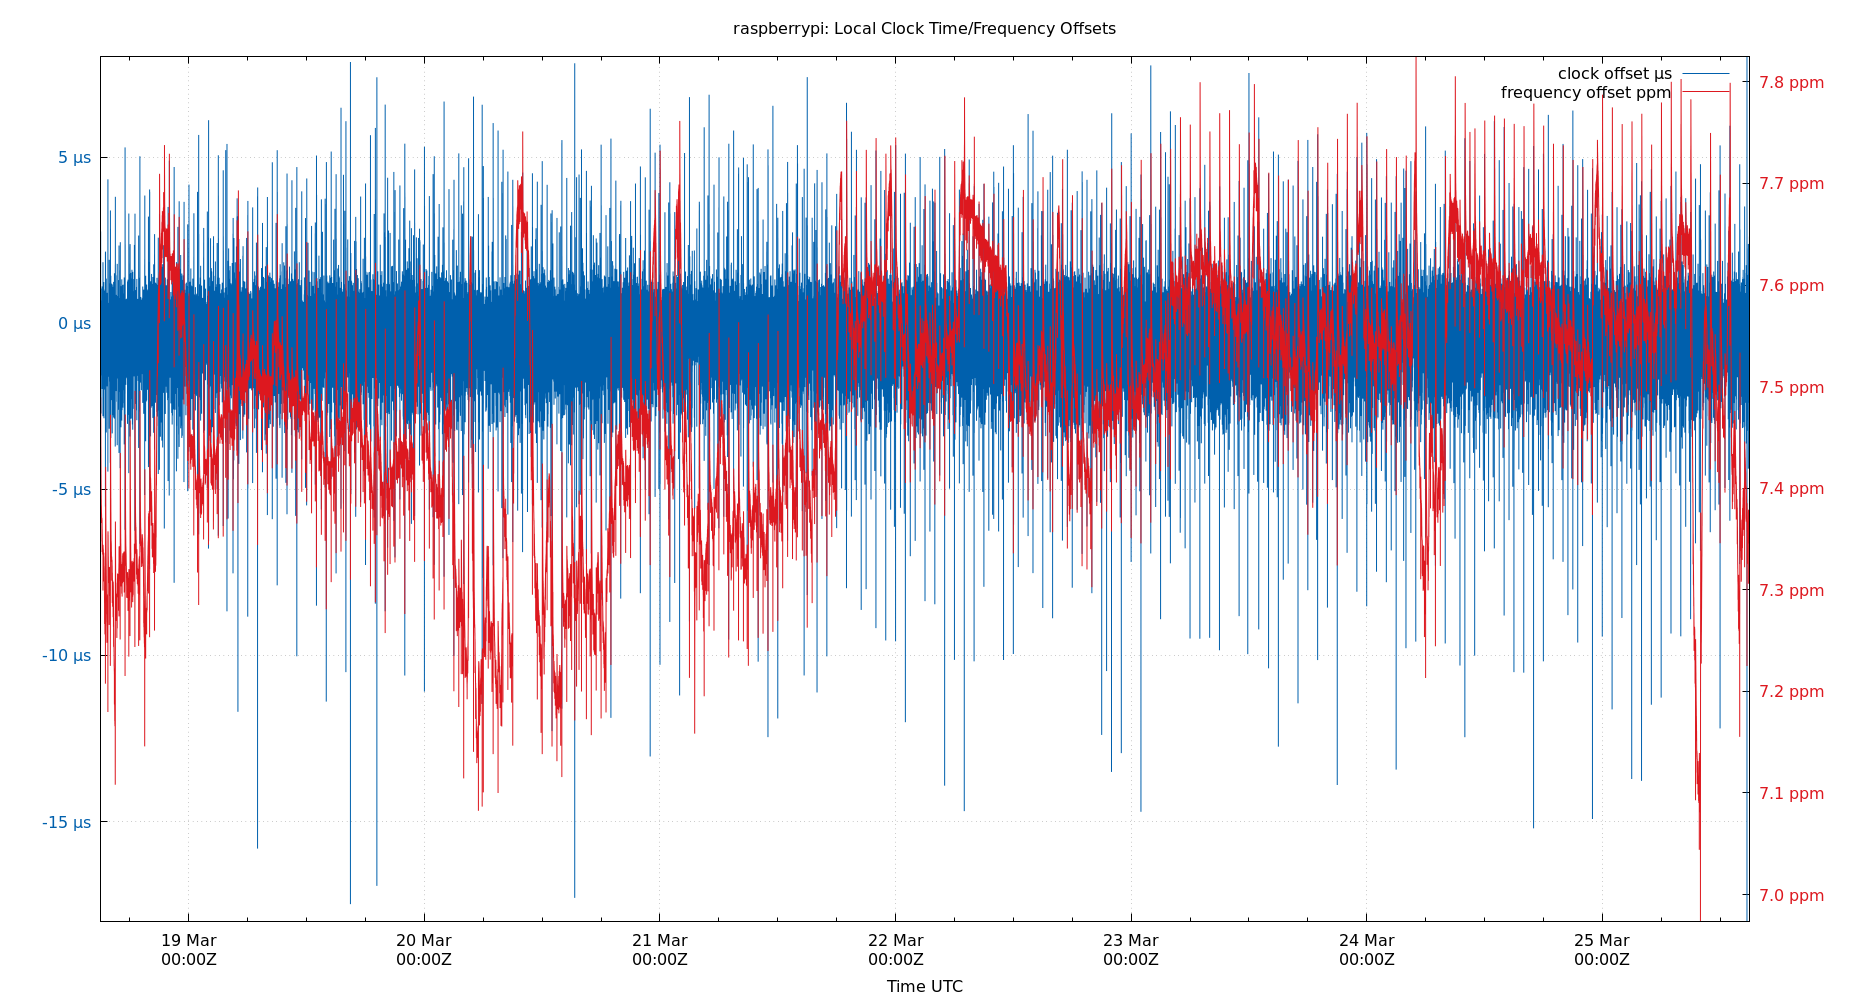 raspberrypi: Local Clock Time/Frequency Offsets
clock offset µs
frequency offset ppm
5 µs
0 µs
-5 µs
-10 µs
-15 µs
7.8 ppm
7.7 ppm
7.6 ppm
7.5 ppm
7.4 ppm
7.3 ppm
7.2 ppm
7.1 ppm
7.0 ppm
19 Mar
00:00Z
20 Mar
00:00Z
21 Mar
00:00Z
22 Mar
00:00Z
23 Mar
00:00Z
24 Mar
00:00Z
25 Mar
00:00Z
Time UTC